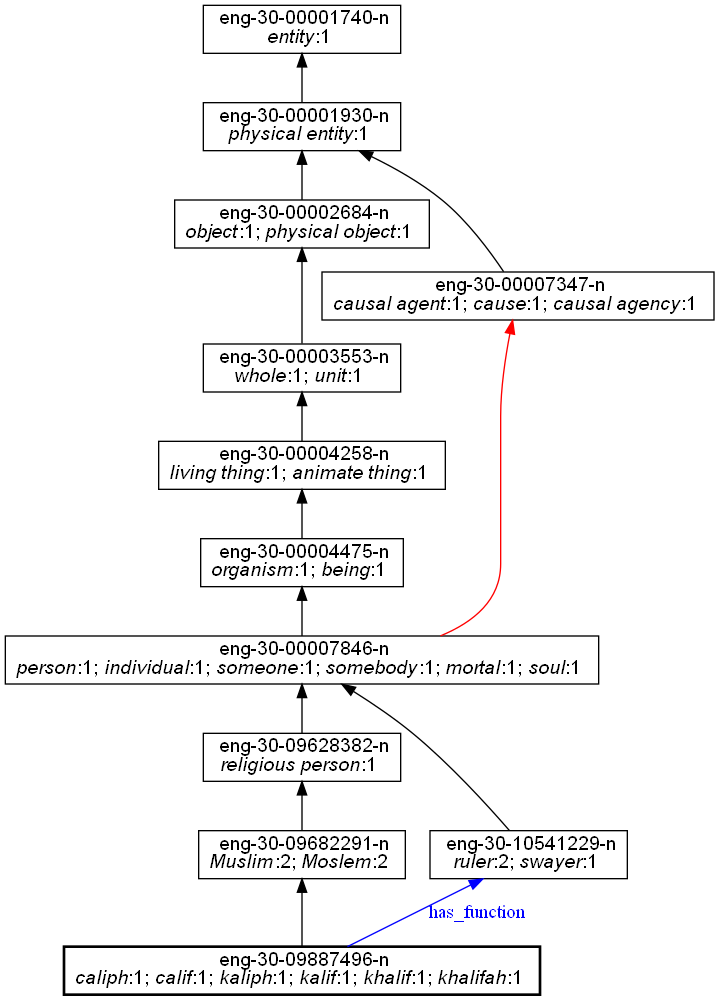 eng-30-00001740-n
entity:1
eng-30-00001930-n
physical entity:1
eng-30-00002684-n
object:1; physical object:1
eng-30-00007347-n
causal agent:1; cause:1; causal agency:1
eng-30-00003553-n
whole:1; unit:1
eng-30-00004258-n
living thing:1; animate thing:1
eng-30-00004475-n
organism:1; being:1
eng-30-00007846-n
person:1; individual:1; someone:1; somebody:1; mortal:1; soul:1
eng-30-09628382-n
religious person:1
eng-30-09682291-n
Muslim:2; Moslem:2
eng-30-10541229-n
ruler:2; swayer:1
has_function
eng-30-09887496-n
caliph:1; calif:1; kaliph:1; kalif:1; khalif:1; khalifah:1